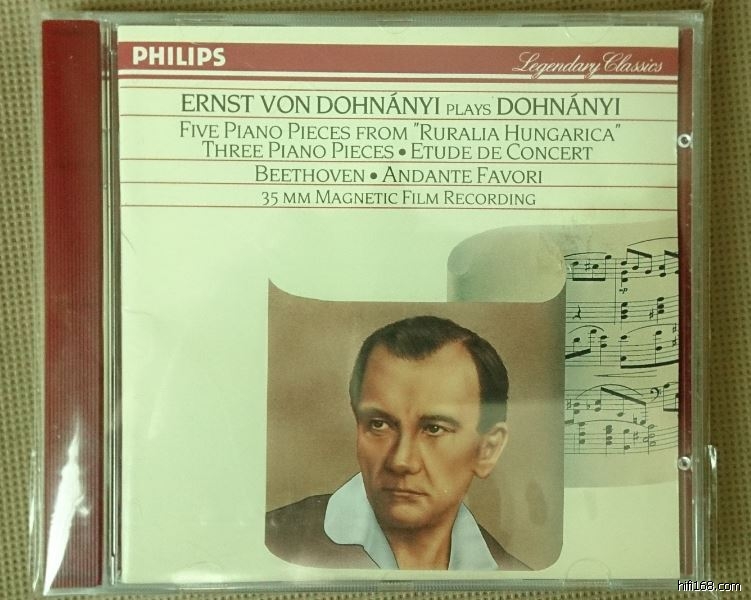 PHILIPS
Legendary Classics
ERNST VON DOHNÁNYI PLAYS DOHNÁNYI
FIVE PIANO PIECES FROM "RURALIA HUNGARICA"
THREE PIANO PIECES • ETUDE DE CONCERT
BEETHOVEN • ANDANTE FAVORI
35 MM MAGNETIC FILM RECORDING
hifi168.com